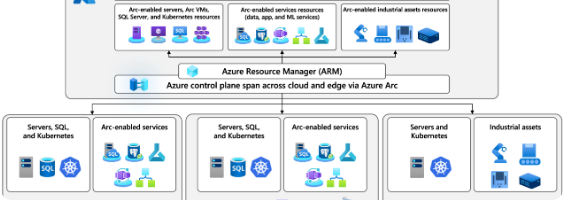 Arc-enabled servers, Arc VMs,
SQL Server, and Kubernetes resources
Arc-enabled services resources
(data, app, and ML services)
Arc-enabled industrial assets resources
SQL
Azure Resource Manager (ARM)
Azure control plane span across cloud and edge via Azure Arc
Servers, SQL,
and Kubernetes
SQL
Arc-enabled services
SQL
Servers, SQL,
and Kubernetes
SQL
Arc-enabled services
SQL
Servers and
Kubernetes
Industrial assets